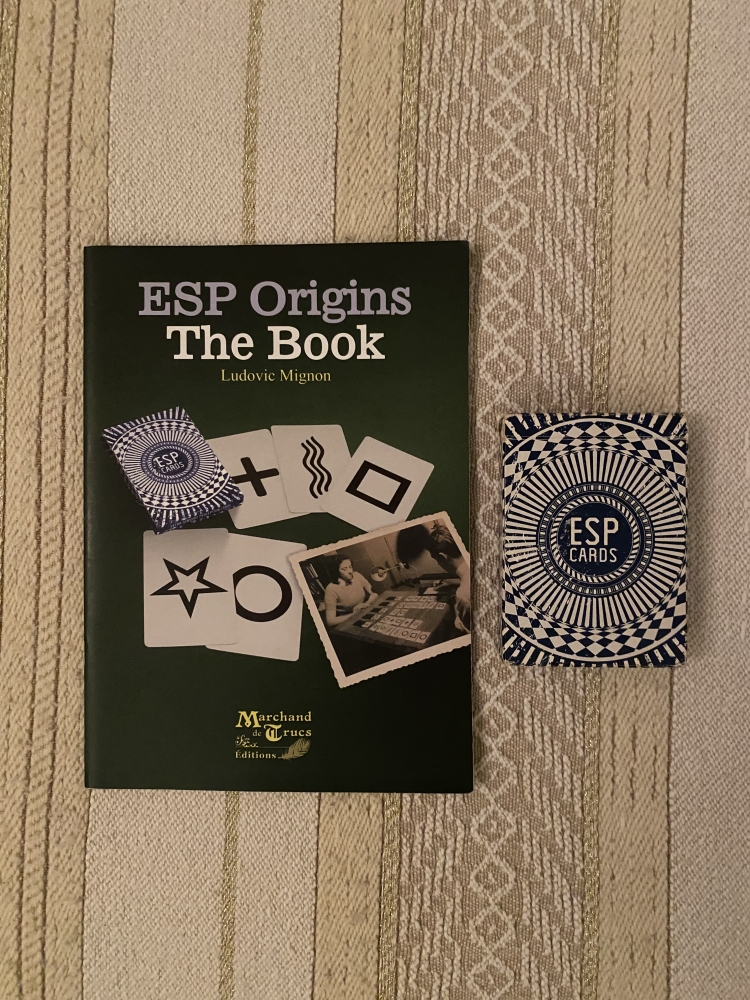 ESP Origins
The Book
Ludovic Mignon
ESP
CARDS
Marchand
de Trucs
Éditions
ESP
CARDS